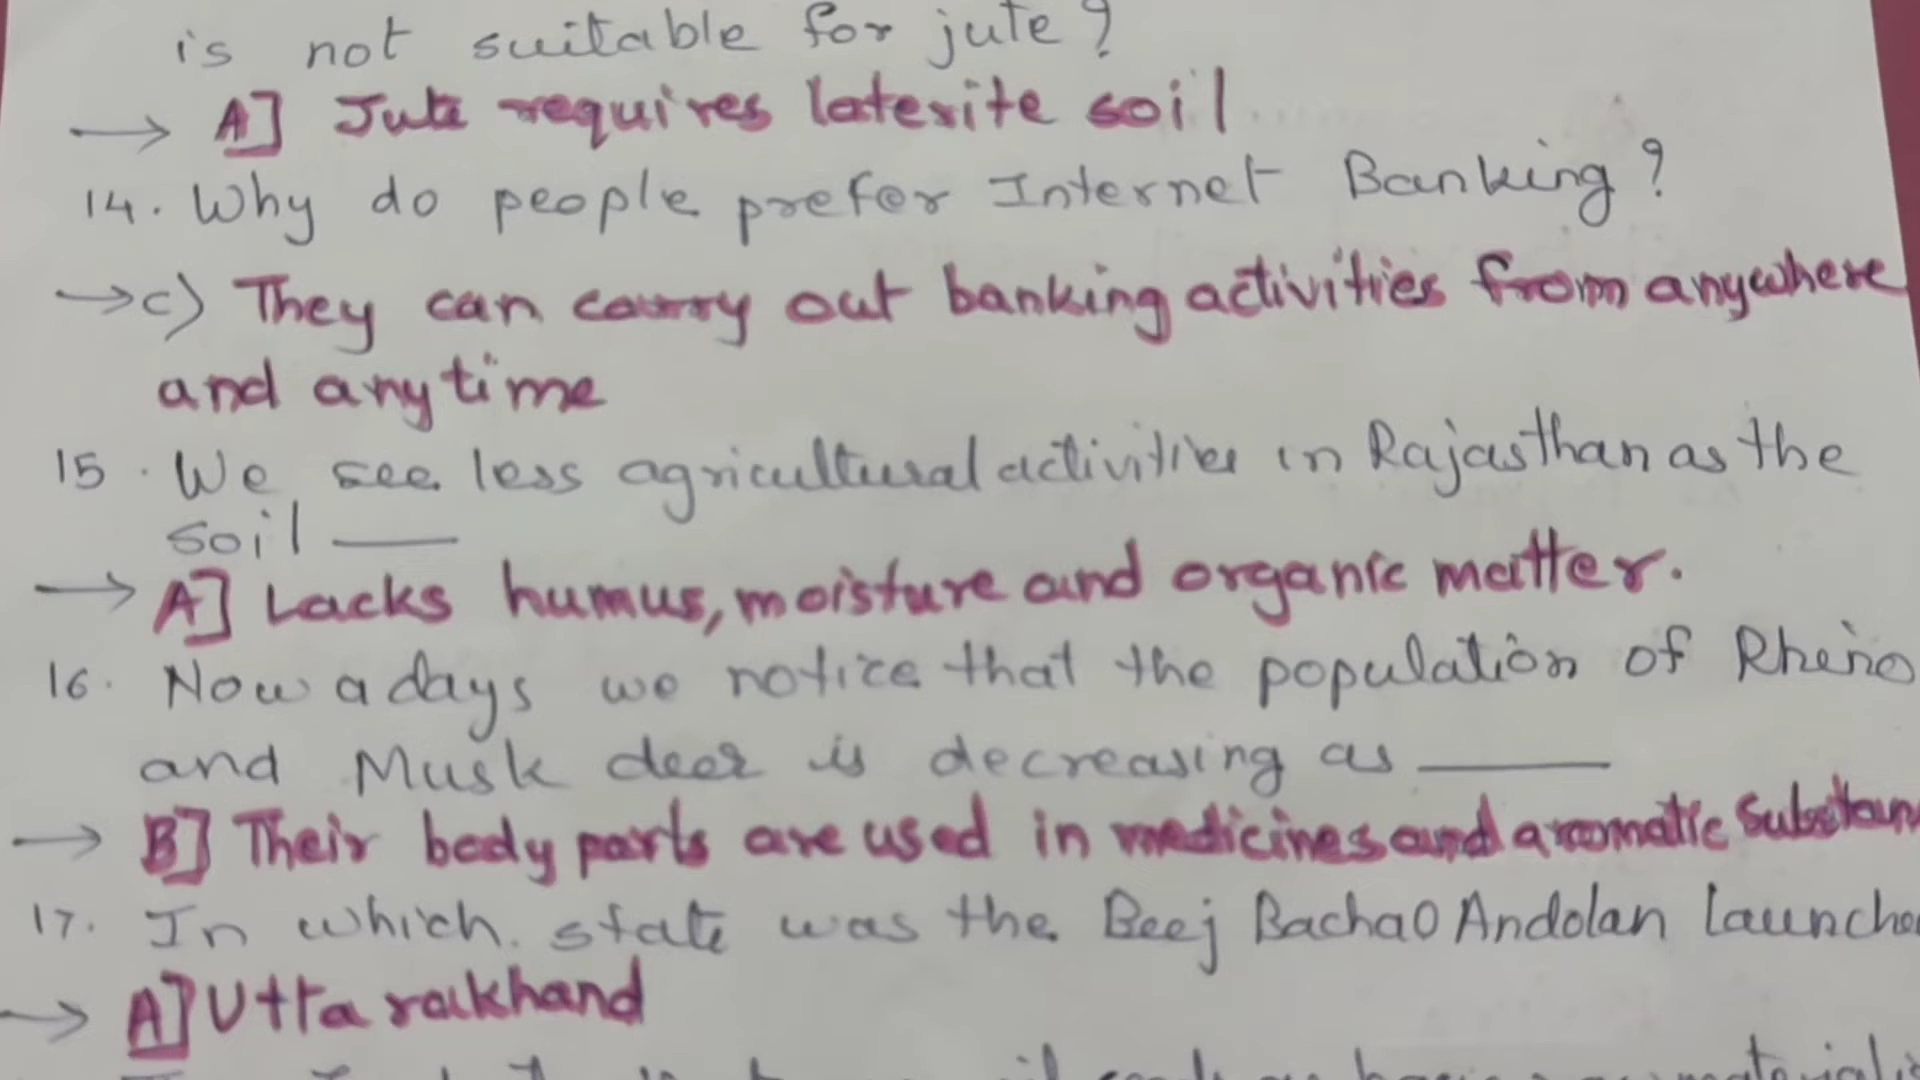 is not suitable for jute?
→ A] Jute requires laterite soil
14. Why do people prefer Internet Banking?
→ c) They can carry out banking activities from anywhere
and anytime
15. We see less agricultural activities in Rajasthan as the
soil ____
→ A] Lacks humus, moisture and organic matter.
16. Now a days we notice that the population of Rheino
and Musk deer is decreasing as ____
→ B] Their body parts are used in medicines and aromatic Substan
17. In which state was the Beej Bachao Andolan launche
→ A] Uttarakhand